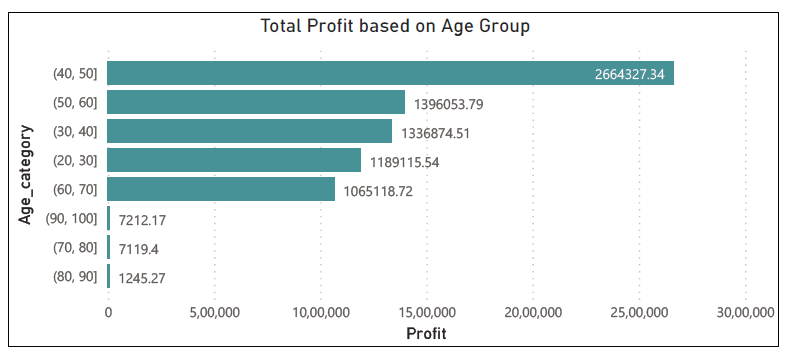 Total Profit based on Age Group
Age_category
(40, 50] 2664327.34
(50, 60] 1396053.79
(30, 40] 1336874.51
(20, 30] 1189115.54
(60, 70] 1065118.72
(90, 100] 7212.17
(70, 80] 7119.4
(80, 90] 1245.27
0 5,00,000 10,00,000 15,00,000 20,00,000 25,00,000 30,00,000
Profit